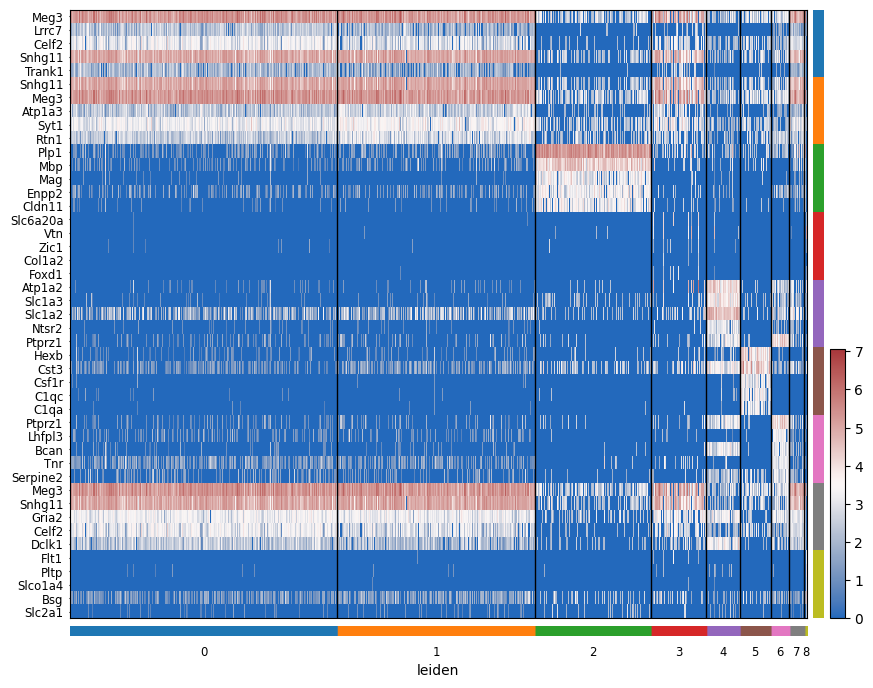 Meg3
Lrrc7
Celf2
Snhg11
Trank1
Snhg11
Meg3
Atp1a3
Syt1
Rtn1
Plp1
Mbp
Mag
Enpp2
Cldn11
Slc6a20a
Vtn
Zic1
Col1a2
Foxd1
Atp1a2
Slc1a3
Slc1a2
Ntsr2
Ptprz1
Hexb
Cst3
Csf1r
C1qc
C1qa
Ptprz1
Lhfpl3
Bcan
Tnr
Serpine2
Meg3
Snhg11
Gria2
Celf2
Dclk1
Flt1
Pltp
Slco1a4
Bsg
Slc2a1
7
6
5
4
3
2
1
0
0 1 2 3 4 5 6 7 8
leiden